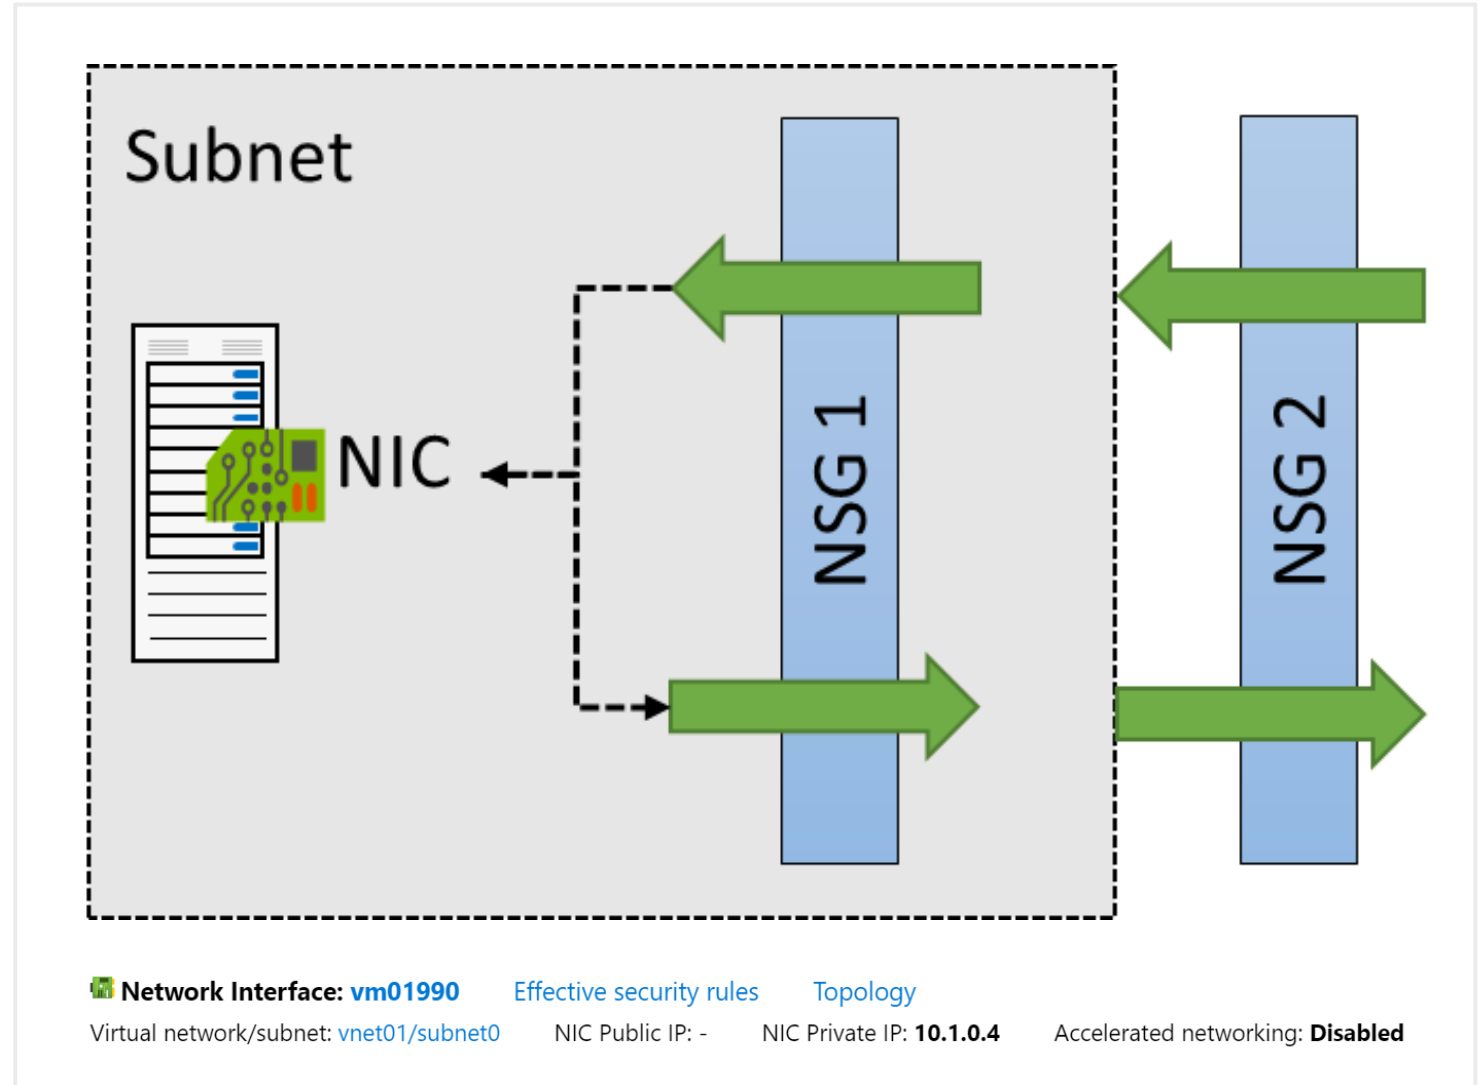 Subnet
NIC
NSG 1
NSG 2
Network Interface: vm01990 Effective security rules Topology
Virtual network/subnet: vnet01/subnet0 NIC Public IP: - NIC Private IP: 10.1.0.4 Accelerated networking: Disabled